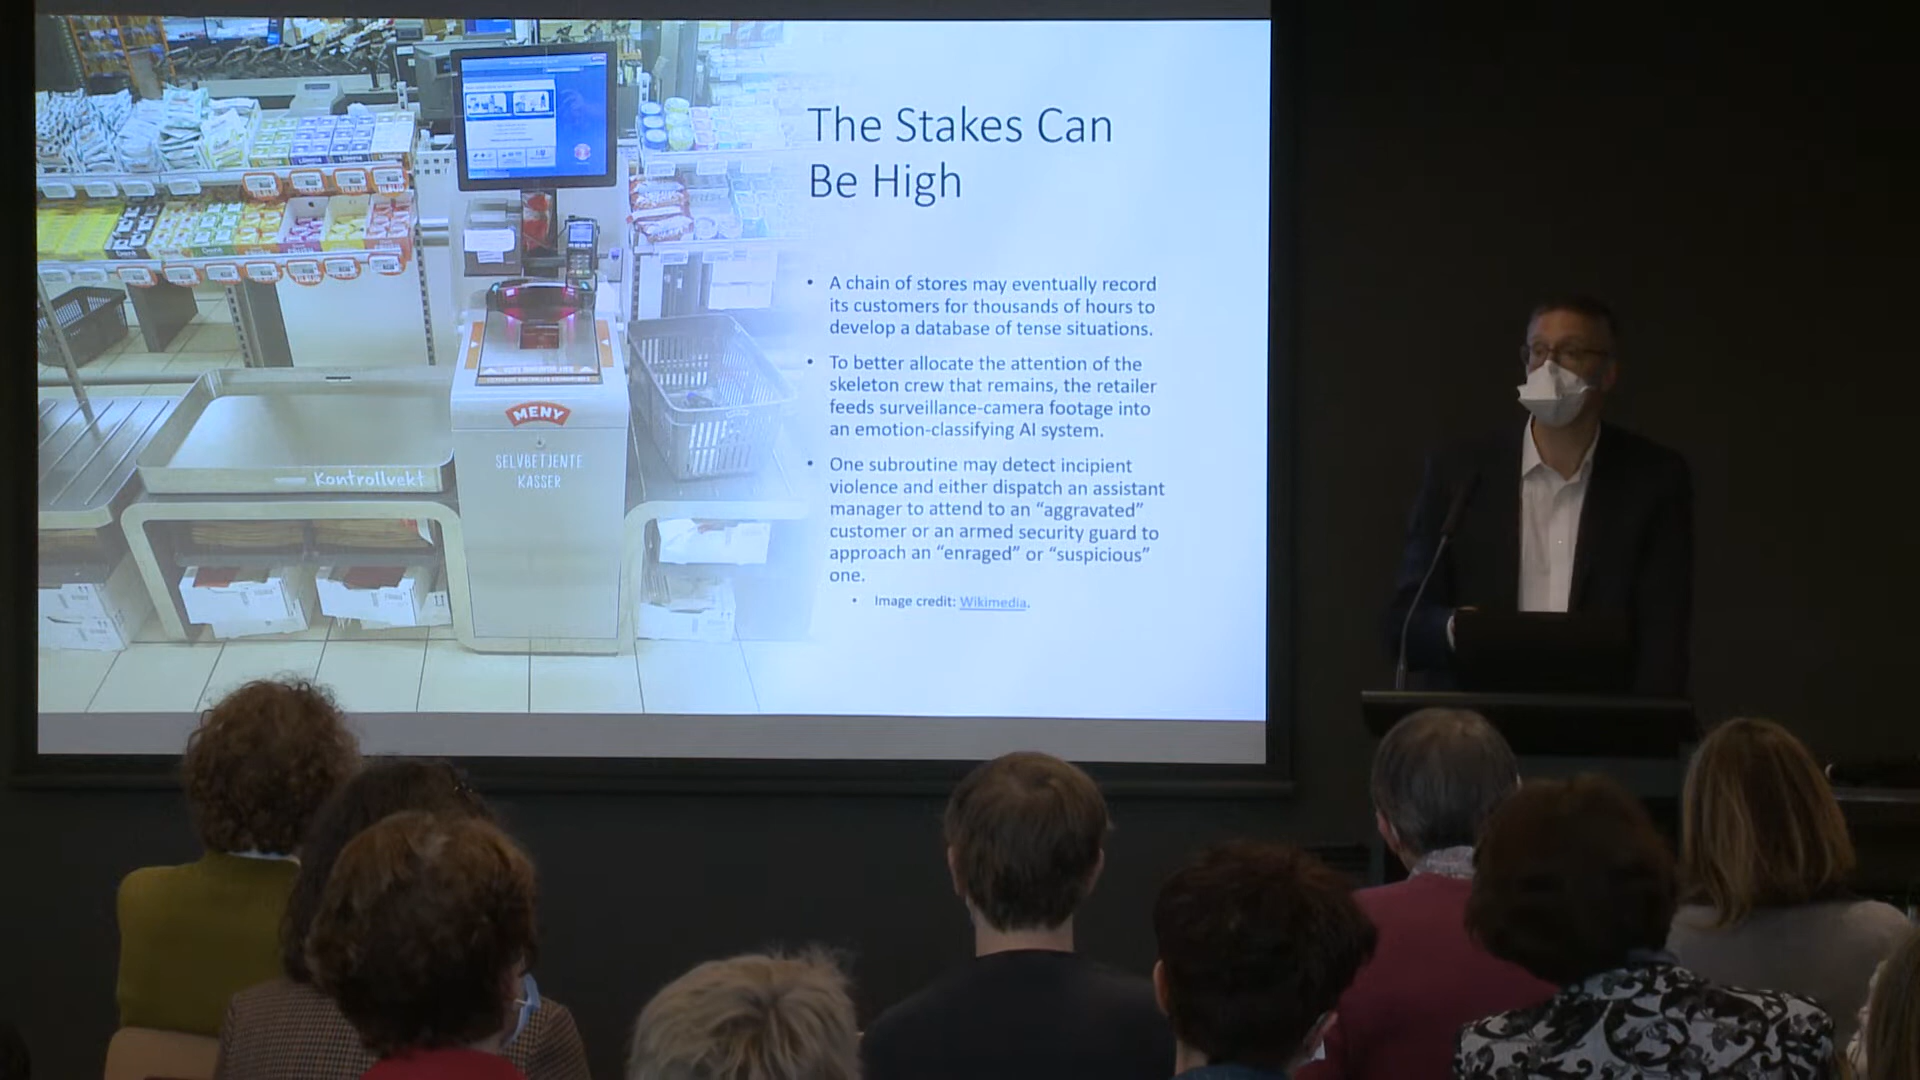 The Stakes Can
Be High
• A chain of stores may eventually record
its customers for thousands of hours to
develop a database of tense situations.
• To better allocate the attention of the
skeleton crew that remains, the retailer
feeds surveillance-camera footage into
an emotion-classifying AI system.
• One subroutine may detect incipient
violence and either dispatch an assistant
manager to attend to an “aggravated”
customer or an armed security guard to
approach an “enraged” or “suspicious”
one.
• Image credit: Wikimedia.
MENY
SELVBETJENTE
KASSER
Kontrollvekt